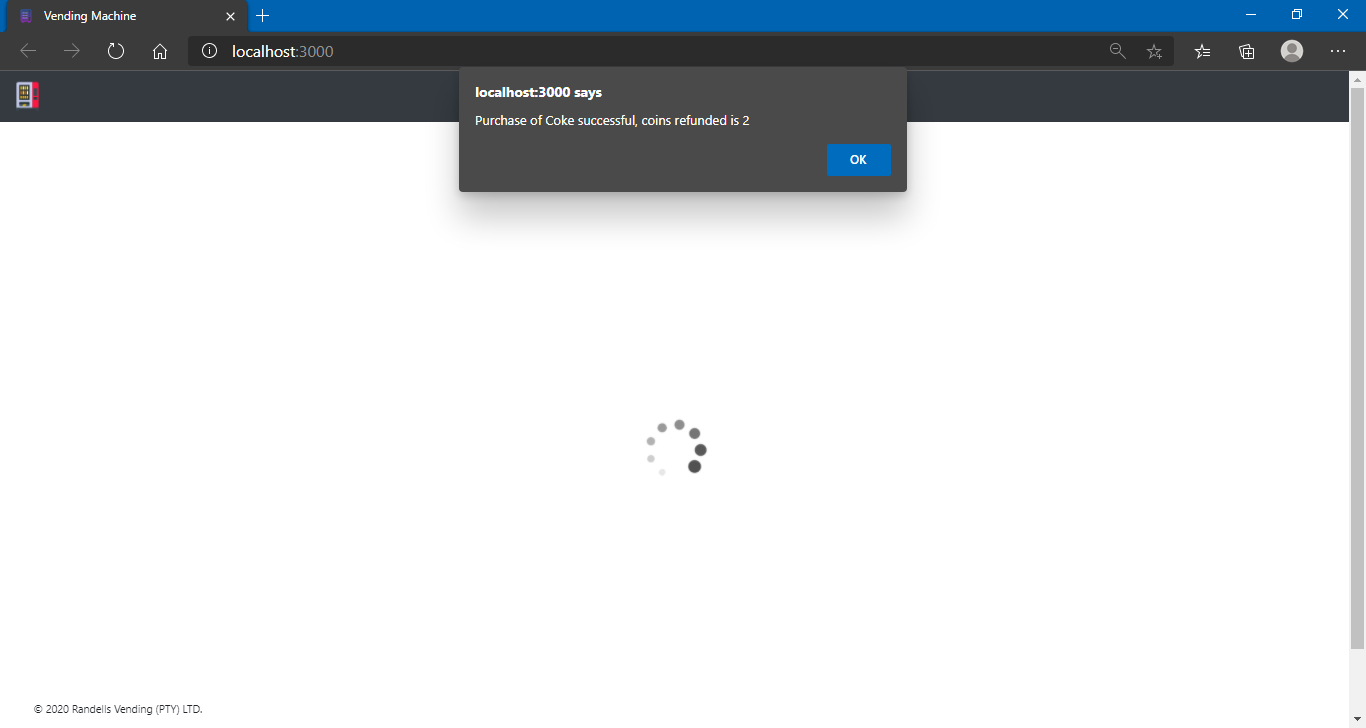 Vending Machine
localhost:3000
localhost:3000 says
Purchase of Coke successful, coins refunded is 2
OK
© 2020 Randells Vending (PTY) LTD.